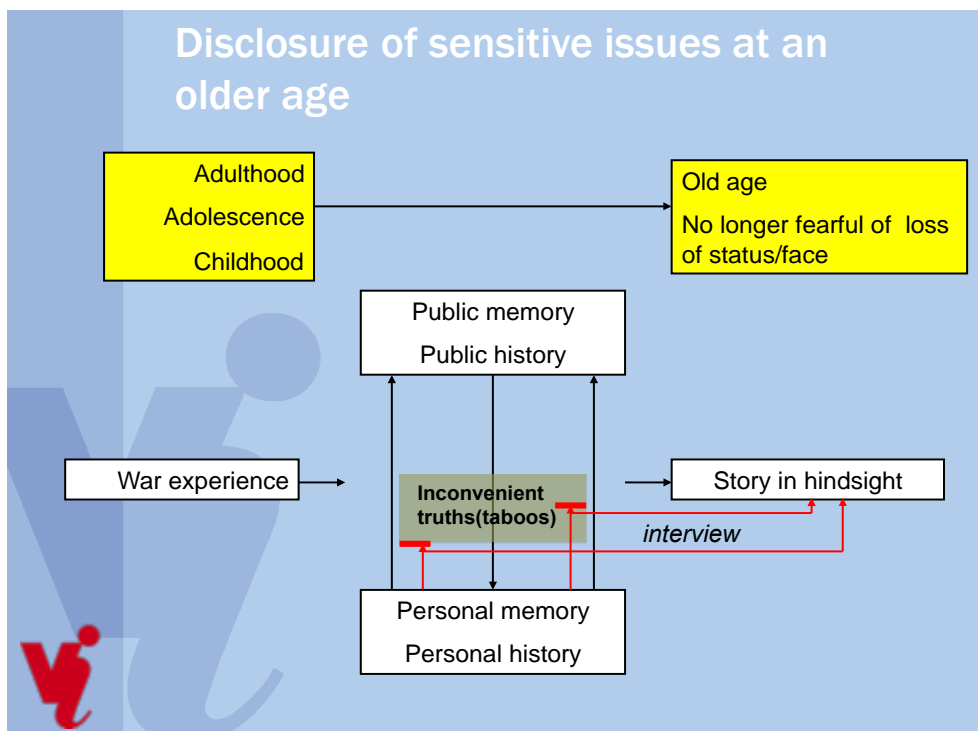 Disclosure of sensitive issues at an
older age
Adulthood
Adolescence
Childhood
Old age
No longer fearful of  loss
of status/face
Public memory
Public history
War experience
Inconvenient
truths(taboos)
Story in hindsight
interview
Personal memory
Personal history
Vi